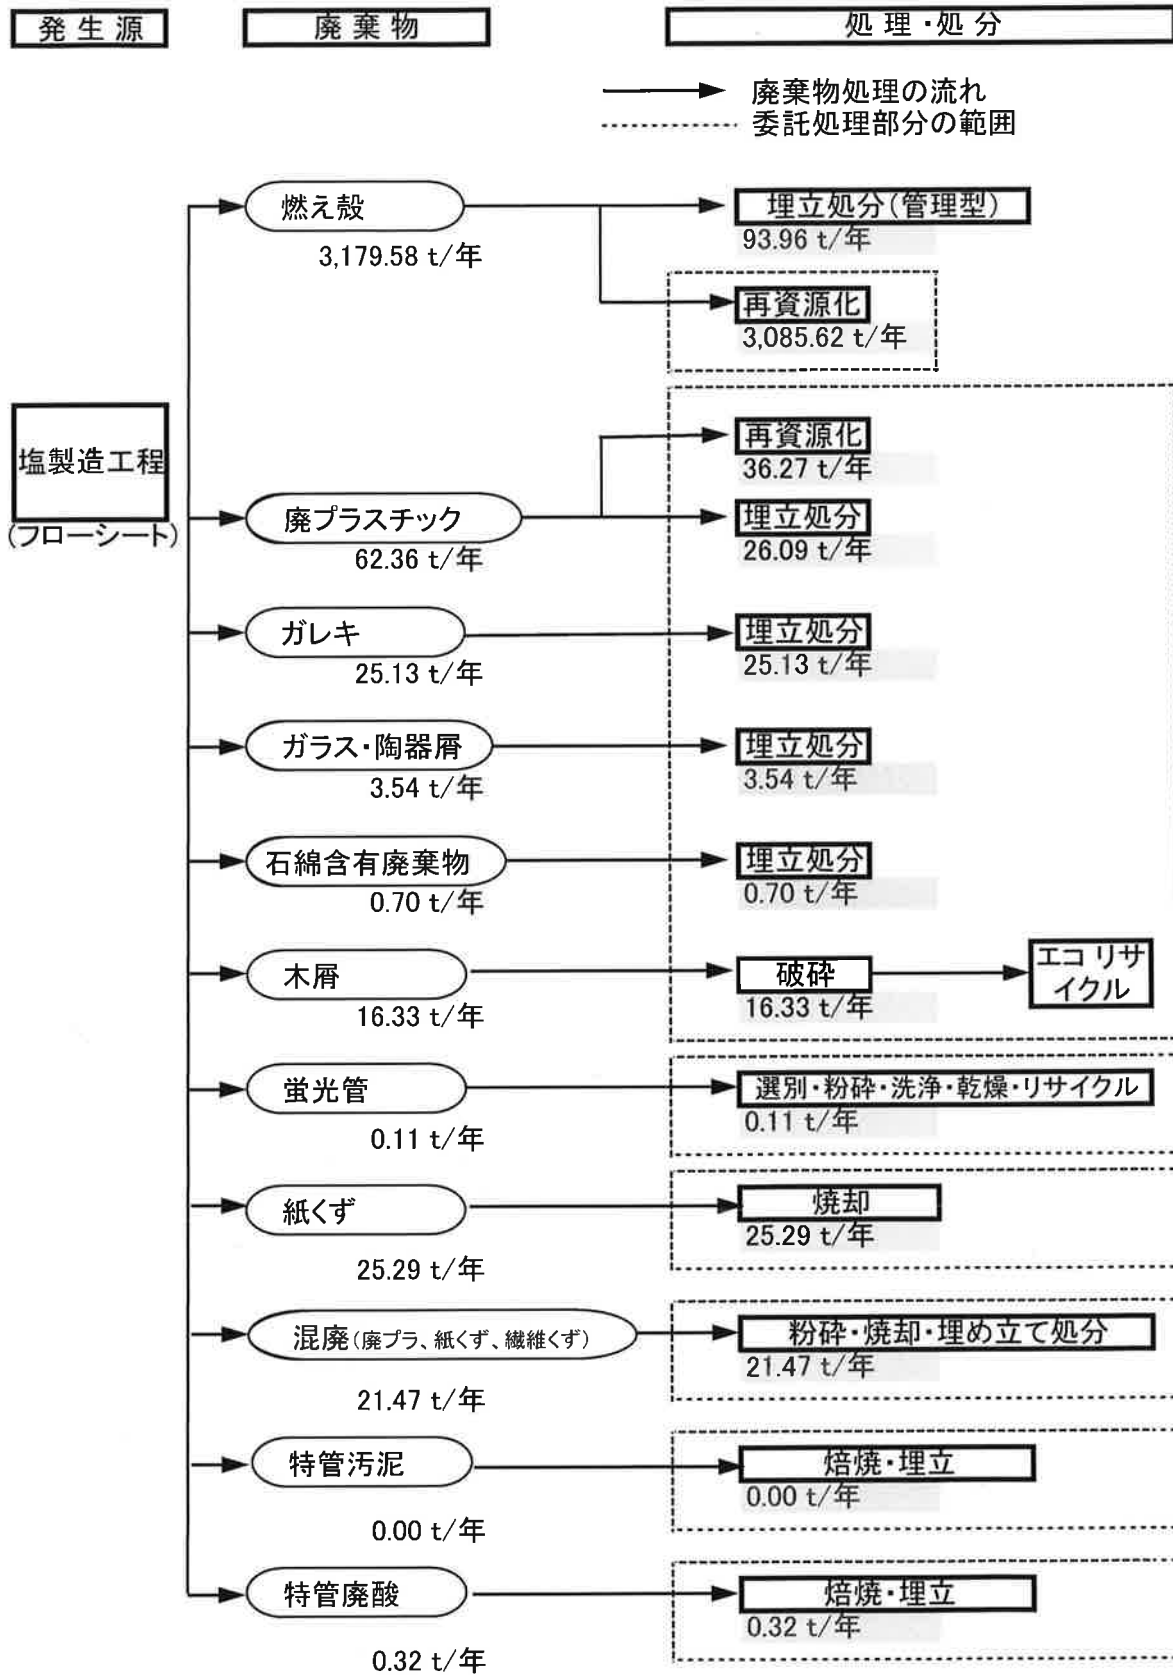 発生源
廃棄物
処理・処分
廃棄物処理の流れ
委託処理部分の範囲
燃え殻
3,179.58 t/年
埋立処分(管理型)
93.96 t/年
再資源化
3,085.62 t/年
塩製造工程
(フローシート)
再資源化
36.27 t/年
廃プラスチック
62.36 t/年
埋立処分
26.09 t/年
ガレキ
25.13 t/年
埋立処分
25.13 t/年
ガラス・陶器屑
3.54 t/年
埋立処分
3.54 t/年
石綿含有廃棄物
0.70 t/年
埋立処分
0.70 t/年
木屑
16.33 t/年
破砕
16.33 t/年
エコリサ
イクル
蛍光管
0.11 t/年
選別・粉砕・洗浄・乾燥・リサイクル
0.11 t/年
紙くず
25.29 t/年
焼却
25.29 t/年
混廃(廃プラ、紙くず、繊維くず)
21.47 t/年
粉砕・焼却・埋め立て処分
21.47 t/年
特管汚泥
0.00 t/年
焙焼・埋立
0.00 t/年
特管廃酸
0.32 t/年
焙焼・埋立
0.32 t/年